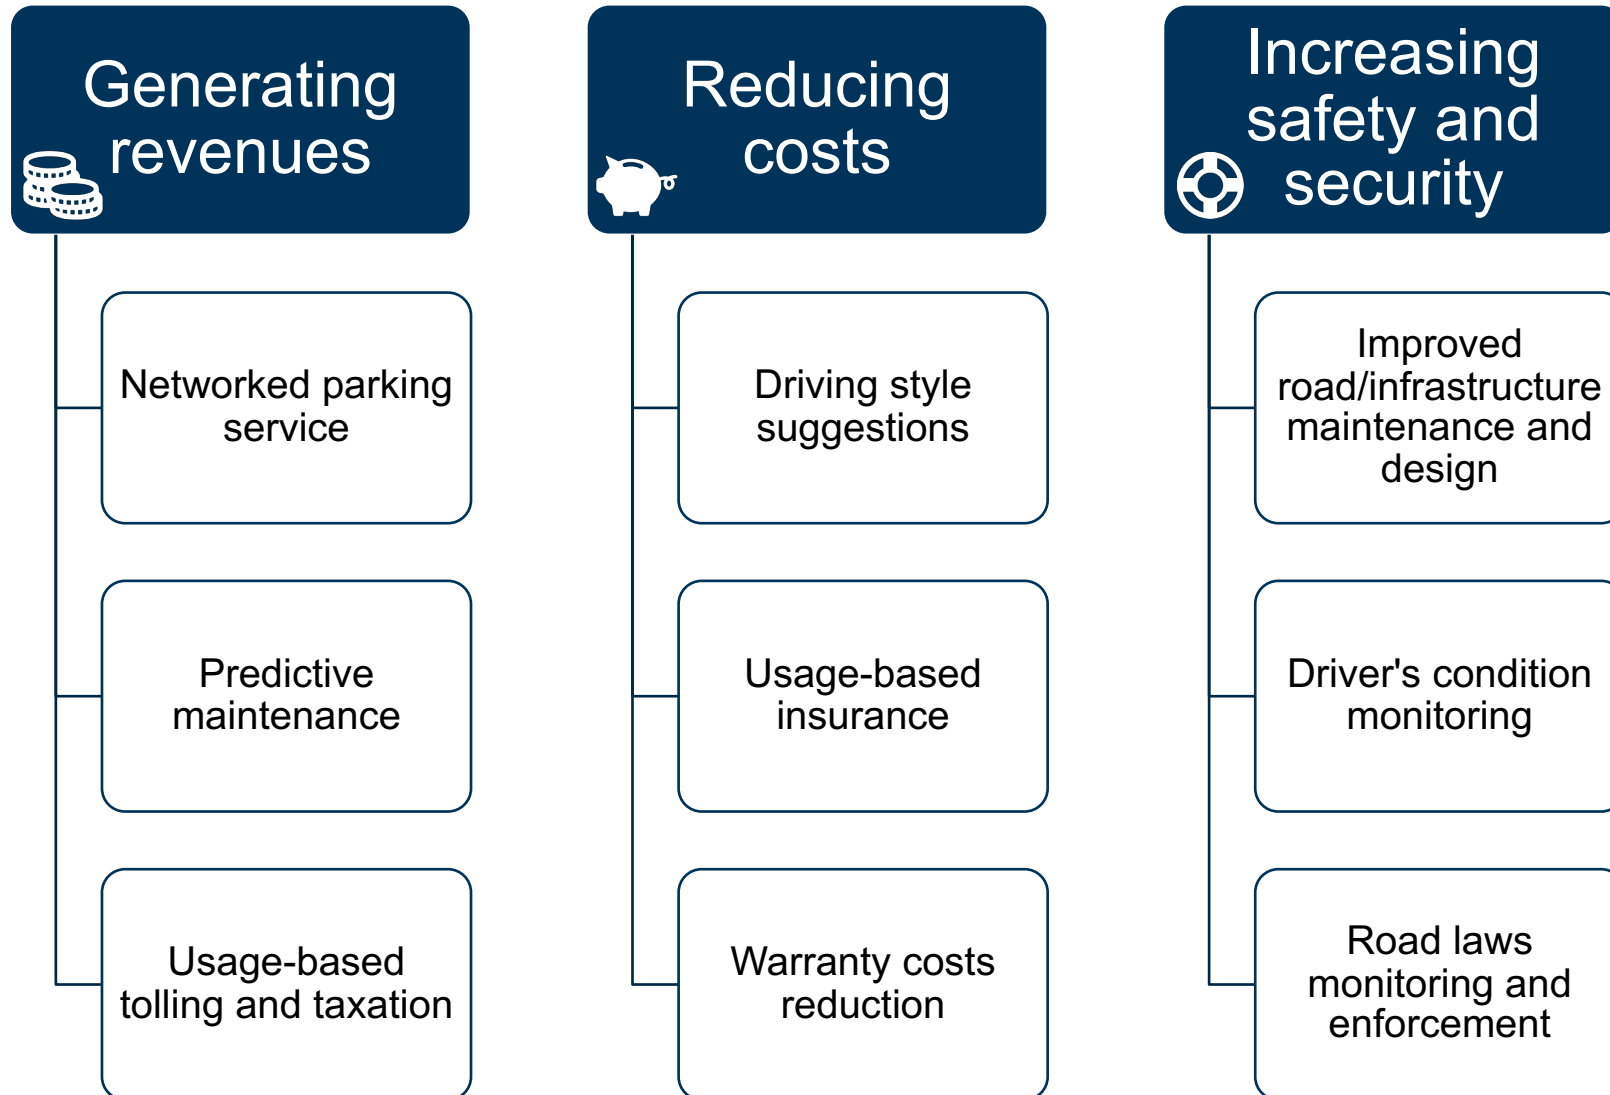 Generating
revenues
Networked parking
service
Predictive
maintenance
Usage-based
tolling and taxation
Reducing
costs
Driving style
suggestions
Usage-based
insurance
Warranty costs
reduction
Increasing
safety and
security
Improved
road/infrastructure
maintenance and
design
Driver's condition
monitoring
Road laws
monitoring and
enforcement